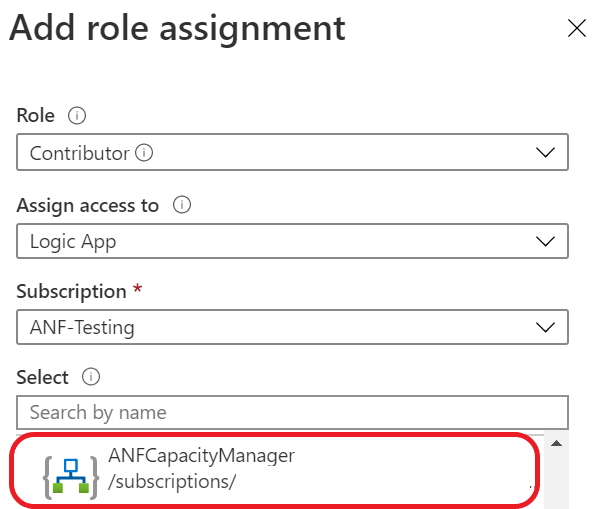 Add role assignment
Role
Contributor
Assign access to
Logic App
Subscription *
ANF-Testing
Select
Search by name
ANFCapacityManager
/subscriptions/
..